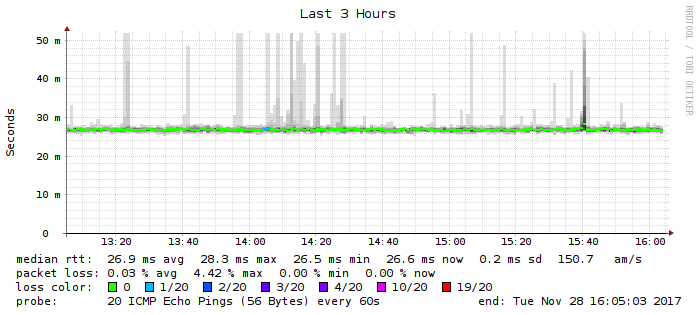 Last 3 Hours
RRDTOOL / TOBI OETIKER
Seconds
50 m
40 m
30 m
20 m
10 m
0
13:20 13:40 14:00 14:20 14:40 15:00 15:20 15:40 16:00
median rtt: 26.9 ms avg 28.3 ms max 26.5 ms min 26.6 ms now 0.2 ms sd 150.7 am/s
packet loss: 0.03 % avg 4.42 % max 0.00 % min 0.00 % now
loss color: 0 1/20 2/20 3/20 4/20 10/20 19/20
probe: 20 ICMP Echo Pings (56 Bytes) every 60s end: Tue Nov 28 16:05:03 2017